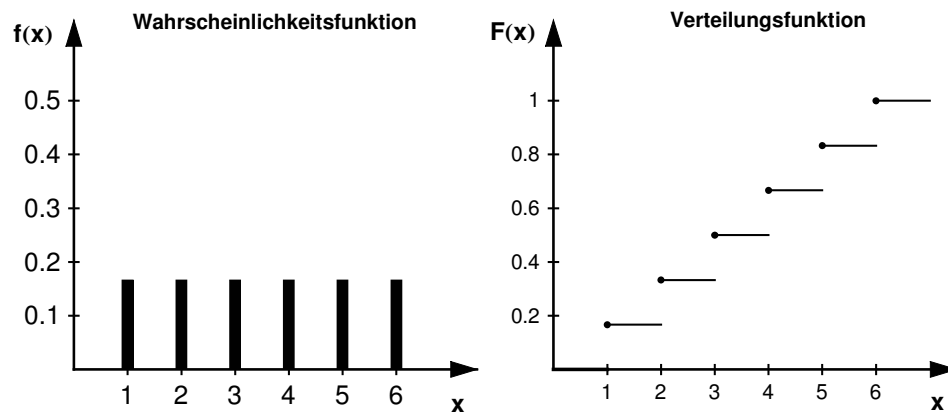 Wahrscheinlichkeitsfunktion
f(x)
0.5
0.4
0.3
0.2
0.1
1 2 3 4 5 6 x
Verteilungsfunktion
F(x)
1
0.8
0.6
0.4
0.2
1 2 3 4 5 6 x